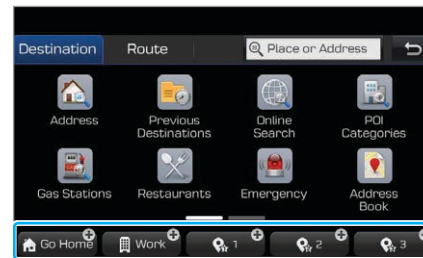 Destination
Route
Place or Address
Address
Previous Destinations
Online Search
POI Categories
Gas Stations
Restaurants
Emergency
Address Book
Go Home
Work
1
2
3